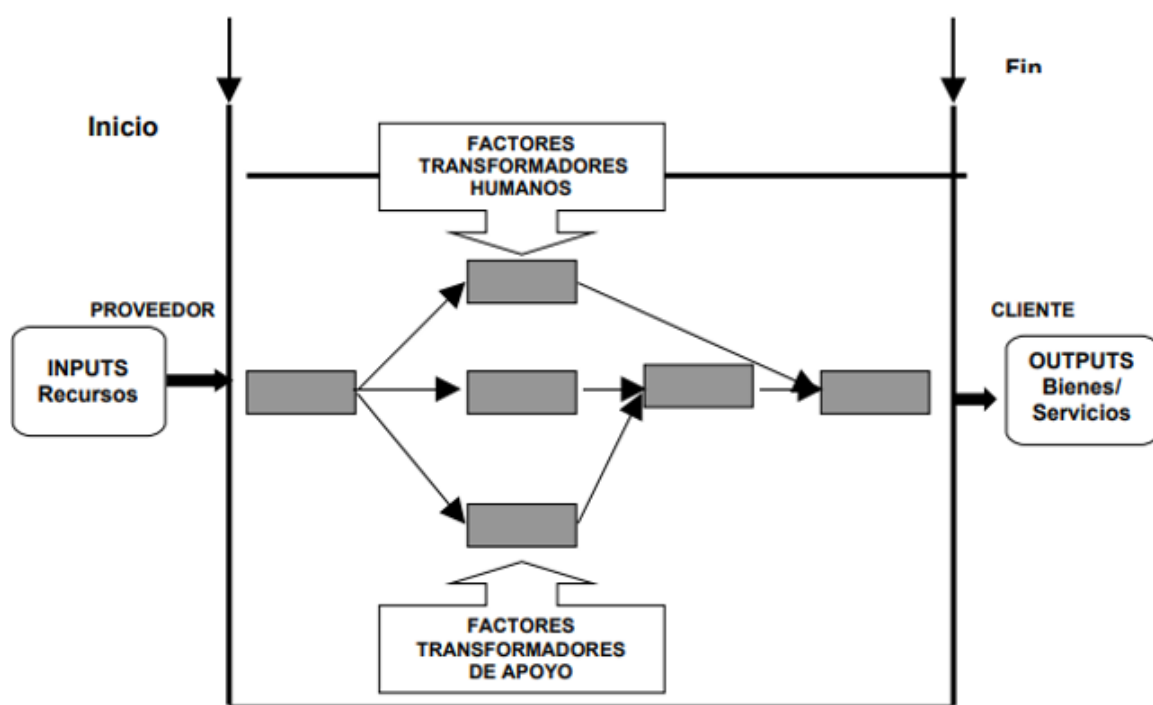 Inicio
Fin
FACTORES
TRANSFORMADORES
HUMANOS
PROVEEDOR
CLIENTE
INPUTS
Recursos
OUTPUTS
Bienes/
Servicios
FACTORES
TRANSFORMADORES
DE APOYO